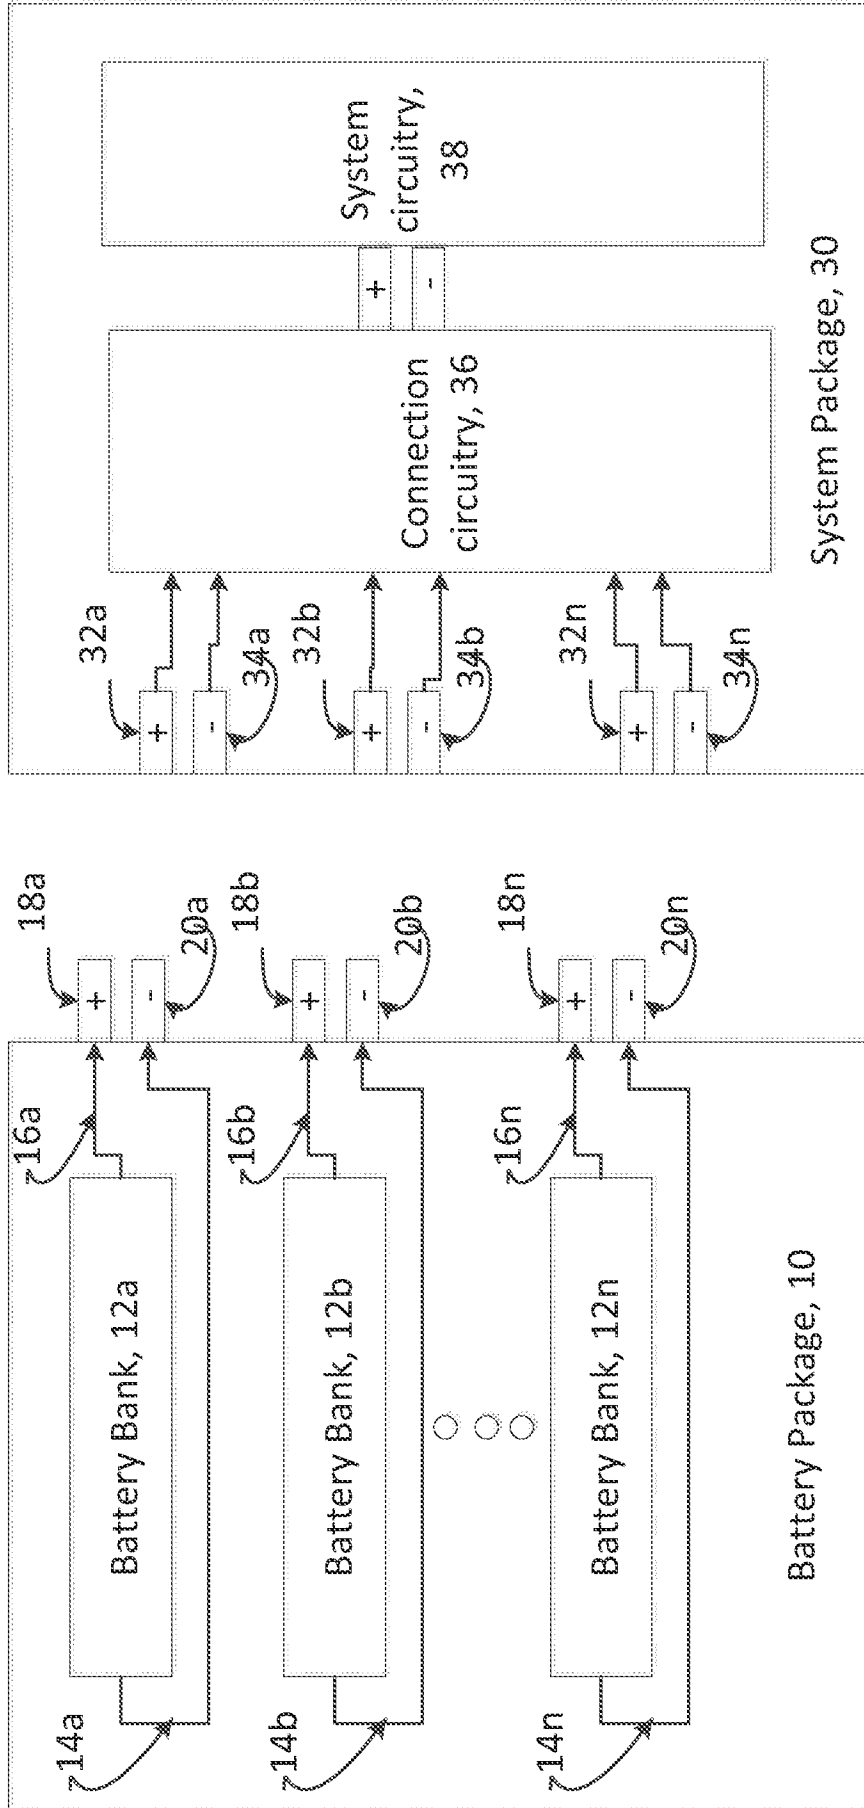 14a
16a
18a
+
-
20a
Battery Bank, 12a
14b
16b
18b
+
-
20b
Battery Bank, 12b
14n
16n
18n
+
-
20n
Battery Bank, 12n
Battery Package, 10
32a
+
-
34a
32b
+
-
34b
32n
+
-
34n
Connection
circuitry, 36
+
-
System
circuitry,
38
System Package, 30